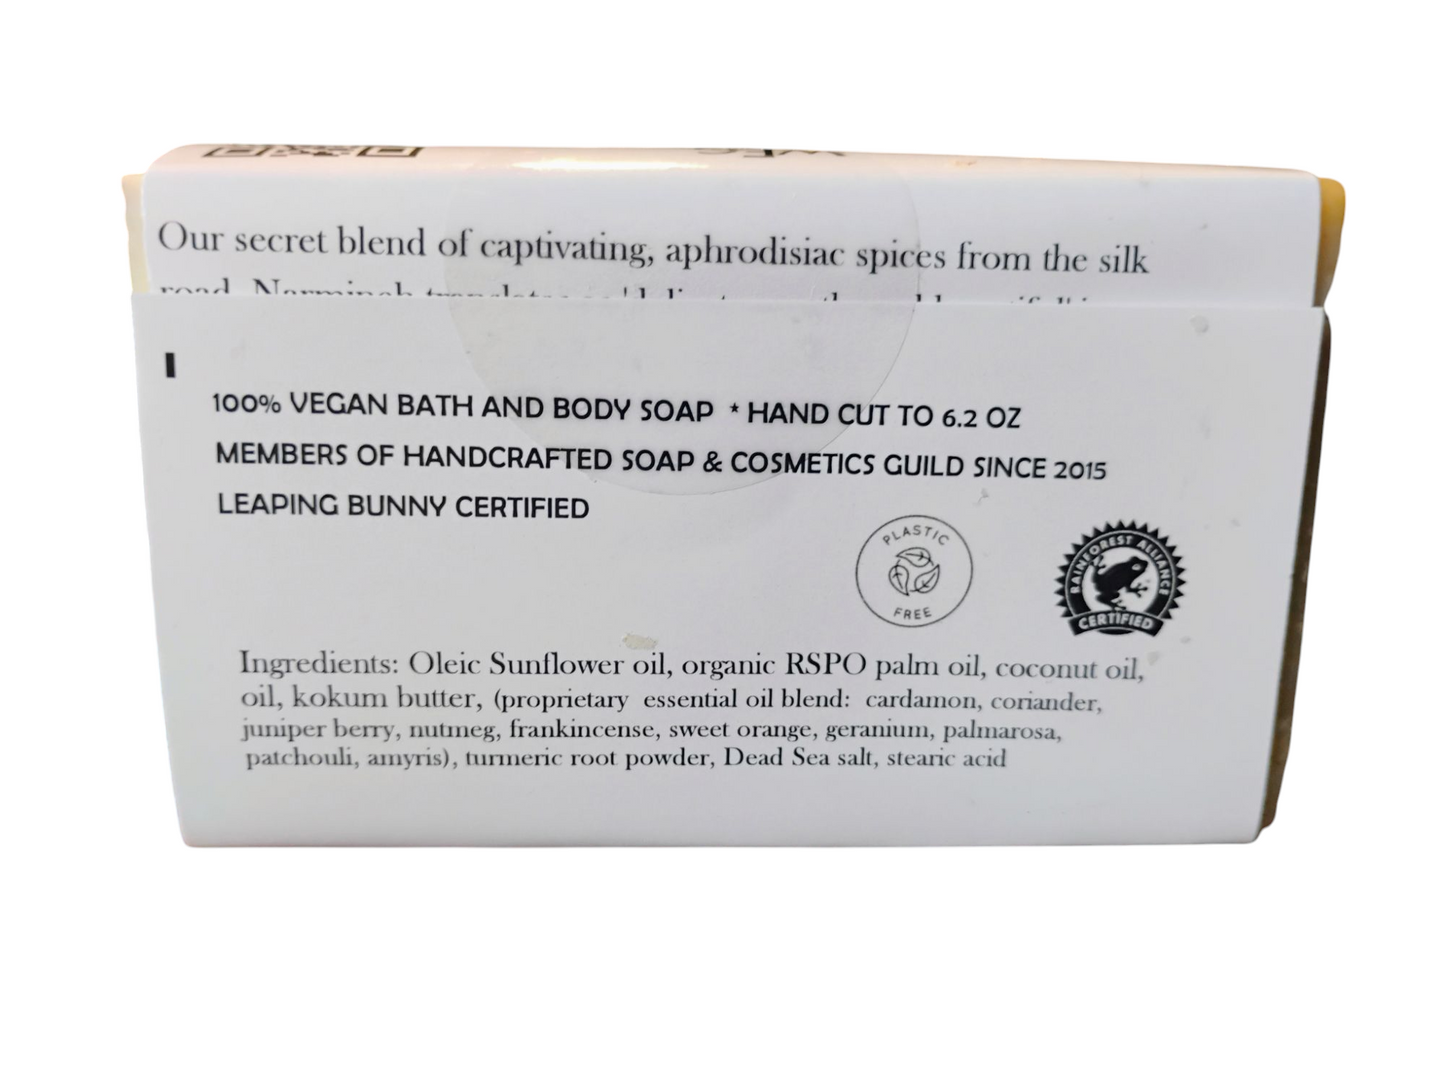 Our secret blend of captivating, aphrodisiac spices from the silk
road. Narminah
100% VEGAN BATH AND BODY SOAP * HAND CUT TO 6.2 OZ
MEMBERS OF HANDCRAFTED SOAP & COSMETICS GUILD SINCE 2015
LEAPING BUNNY CERTIFIED
PLASTIC
FREE
RAINFOREST ALLIANCE
CERTIFIED
Ingredients: Oleic Sunflower oil, organic RSPO palm oil, coconut oil,
oil, kokum butter, (proprietary essential oil blend: cardamon, coriander,
juniper berry, nutmeg, frankincense, sweet orange, geranium, palmarosa,
patchouli, amyris), turmeric root powder, Dead Sea salt, stearic acid